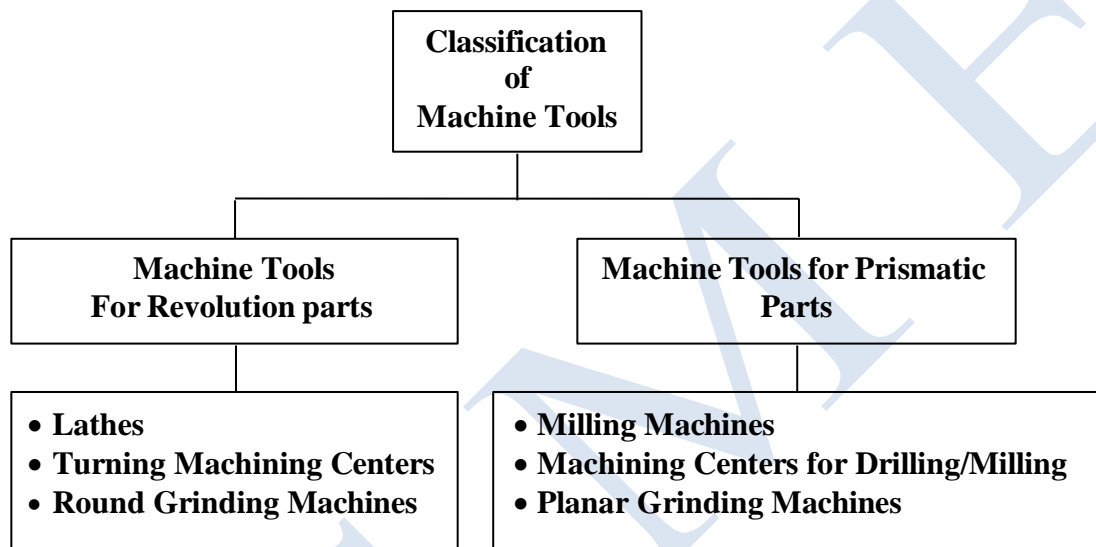 Classification
of
Machine Tools
Machine Tools
For Revolution parts
Machine Tools for Prismatic
Parts
• Lathes
• Turning Machining Centers
• Round Grinding Machines
• Milling Machines
• Machining Centers for Drilling/Milling
• Planar Grinding Machines